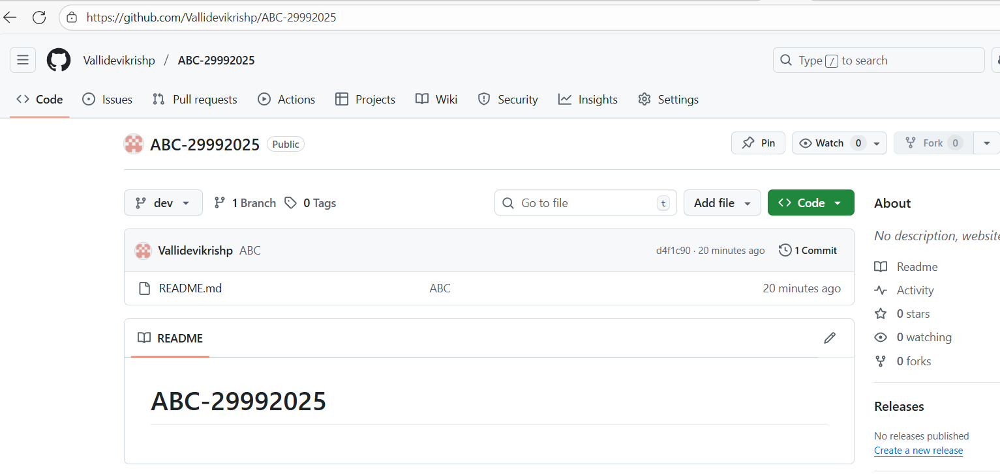 https://github.com/Vallidevikrishp/ABC-29992025
Vallidevikrishp / ABC-29992025
Type / to search
Code Issues Pull requests Actions Projects Wiki Security Insights Settings
ABC-29992025 Public
Pin Watch 0 Fork 0
dev 1 Branch 0 Tags Go to file t Add file Code
About
No description, website
Vallidevikrishp ABC d4f1c90 · 20 minutes ago 1 Commit
README.md ABC 20 minutes ago
Readme
Activity
0 stars
0 watching
0 forks
README
ABC-29992025
Releases
No releases published
Create a new release